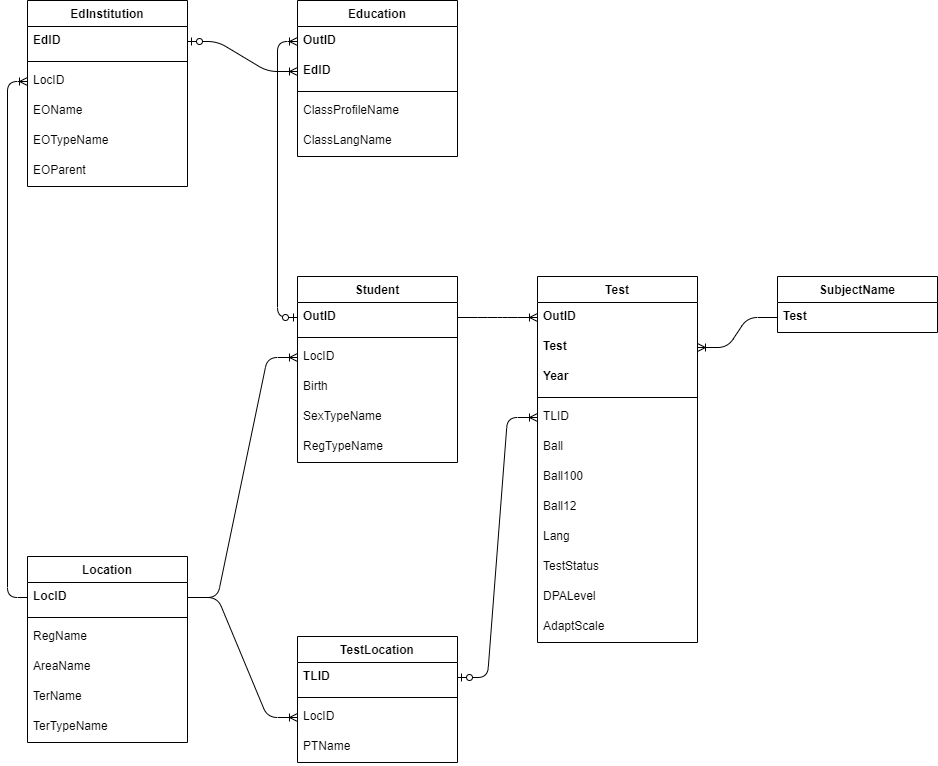 EdInstitution
EdID
LocID
EOName
EOTypeName
EOParent
Education
OutID
EdID
ClassProfileName
ClassLangName
Student
OutID
LocID
Birth
SexTypeName
RegTypeName
Test
OutID
Test
Year
TLID
Ball
Ball100
Ball12
Lang
TestStatus
DPALevel
AdaptScale
SubjectName
Test
Location
LocID
RegName
AreaName
TerName
TerTypeName
TestLocation
TLID
LocID
PTName